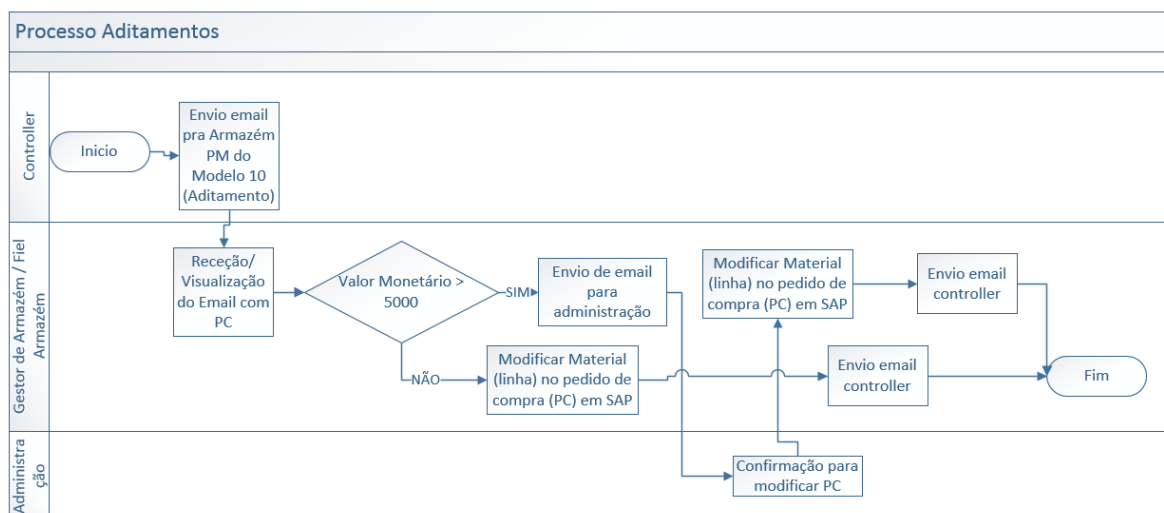 Processo Aditamentos
Controller
Inicio
Envio email
pra Armazém
PM do
Modelo 10
(Aditamento)
Gestor de Armazém / Fiel
Armazém
Receção/
Visualização
do Email com
PC
Valor Monetário >
5000
SIM
Envio de email
para
administração
NÃO
Modificar Material
(linha) no pedido de
compra (PC) em SAP
Modificar Material
(linha) no pedido de
compra (PC) em SAP
Envio email
controller
Envio email
controller
Fim
Administra
ção
Confirmação para
modificar PC